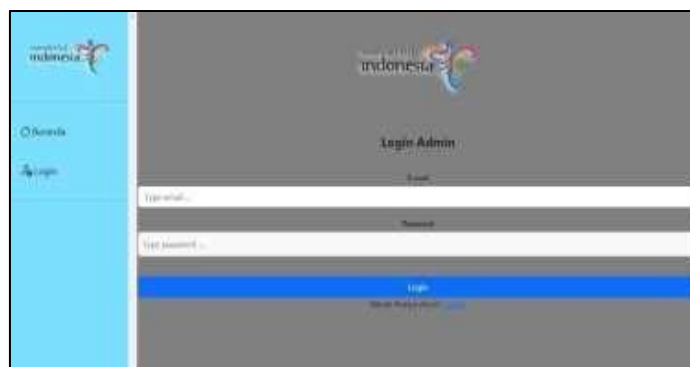 indonesia
Beranda
Login
indonesia
Login Admin
E-mail
Type email ...
Password
Type password ...
Login